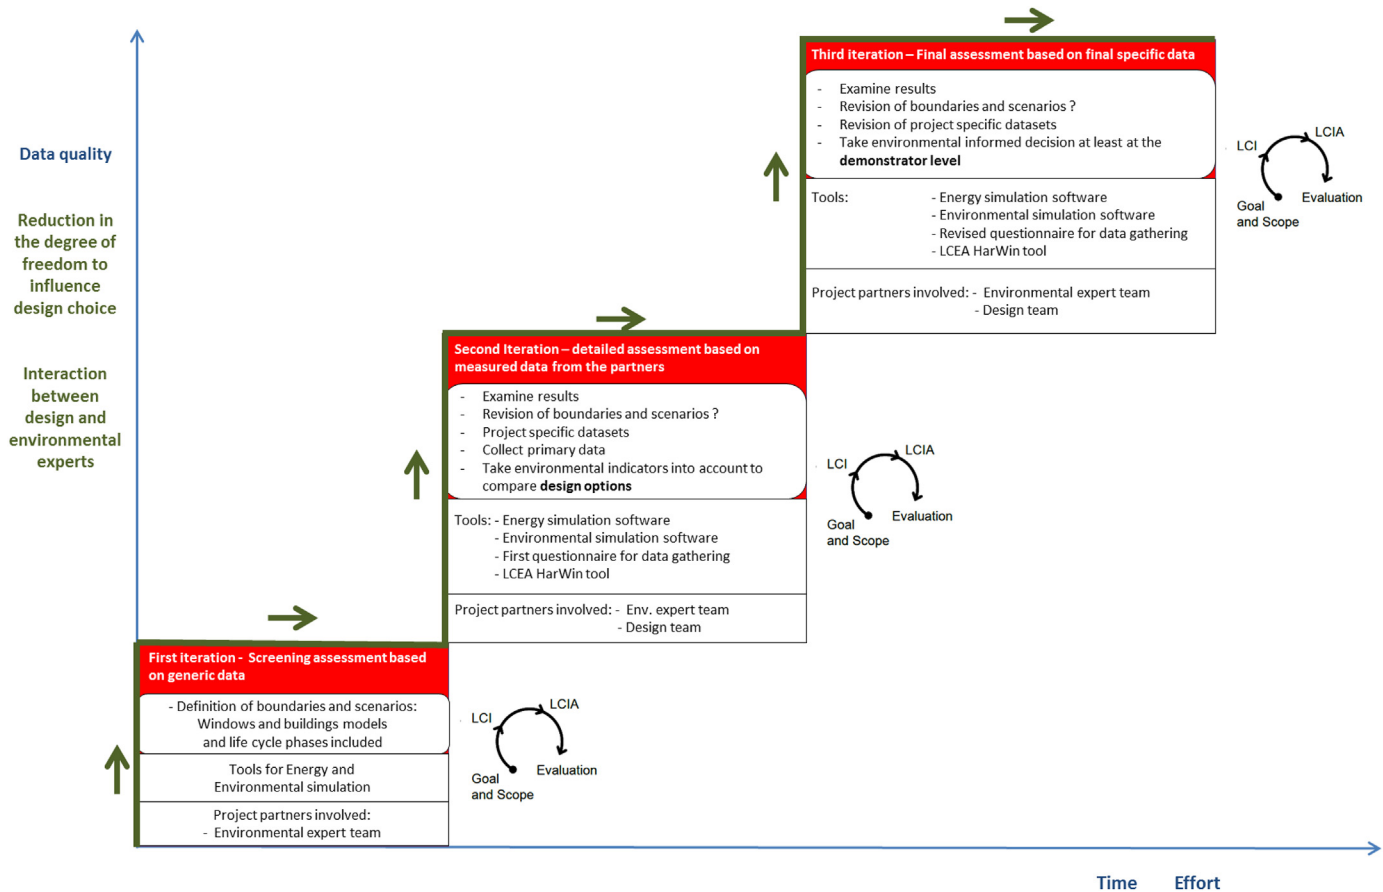 Data quality
Reduction in
the degree of
freedom to
influence
design choice
Interaction
between
design and
environmental
experts
Third iteration – Final assessment based on final specific data
- Examine results
- Revision of boundaries and scenarios ?
- Revision of project specific datasets
- Take environmental informed decision at least at the
demonstrator level
Tools: - Energy simulation software
- Environmental simulation software
- Revised questionnaire for data gathering
- LCEA HarWin tool
Project partners involved: - Environmental expert team
- Design team
LCIA
LCI
Evaluation
Goal
and Scope
Second Iteration – detailed assessment based on
measured data from the partners
- Examine results
- Revision of boundaries and scenarios ?
- Project specific datasets
- Collect primary data
- Take environmental indicators into account to
compare design options
Tools: - Energy simulation software
- Environmental simulation software
- First questionnaire for data gathering
- LCEA HarWin tool
Project partners involved: - Env. expert team
- Design team
LCIA
LCI
Evaluation
Goal
and Scope
First iteration - Screening assessment based
on generic data
- Definition of boundaries and scenarios:
Windows and buildings models
and life cycle phases included
Tools for Energy and
Environmental simulation
Project partners involved:
- Environmental expert team
LCIA
LCI
Evaluation
Goal
and Scope
Time Effort